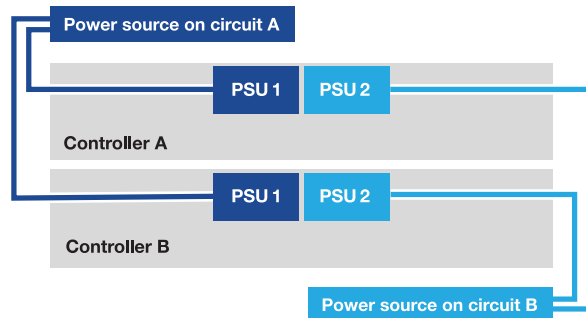 Power source on circuit A
PSU 1
PSU 2
Controller A
PSU 1
PSU 2
Controller B
Power source on circuit B